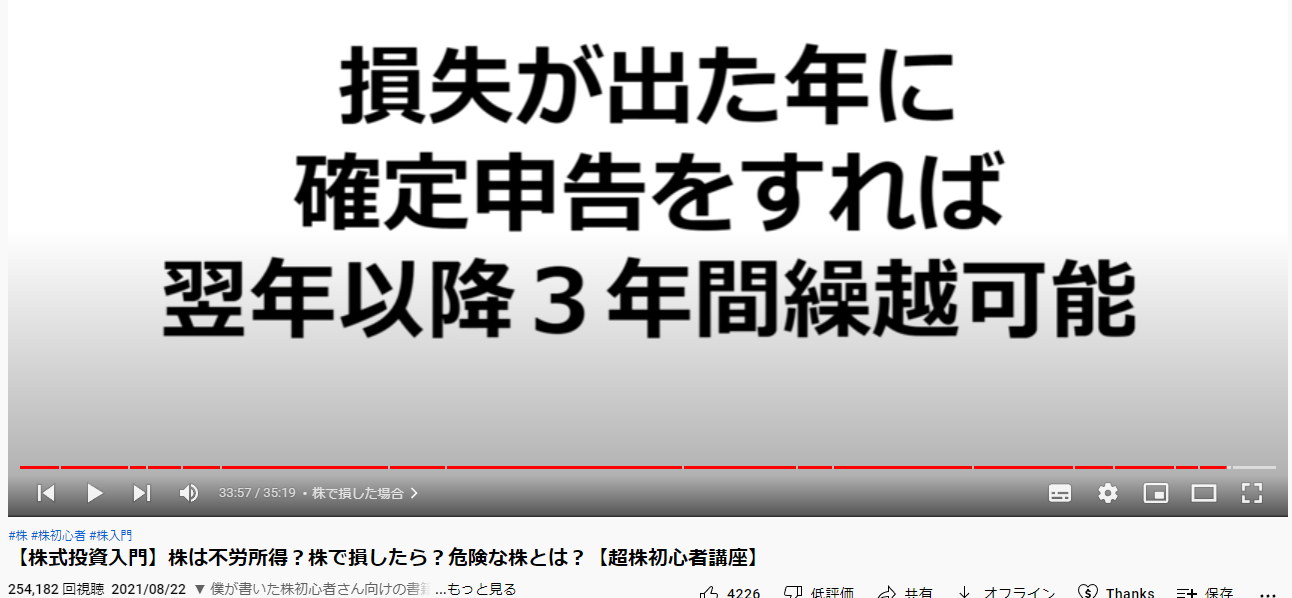 損失が出た年に
確定申告をすれば
翌年以降３年間繰越可能
33:57 / 35:19 • 株で損した場合
#株 #株初心者 #株入門
【株式投資入門】株は不労所得？株で損したら？危険な株とは？【超株初心者講座】
254,182 回視聴 2021/08/22 ▼ 僕が書いた株初心者さん向けの書籍 ...もっと見る
4226 低評価 共有 オフライン Thanks 保存 ...